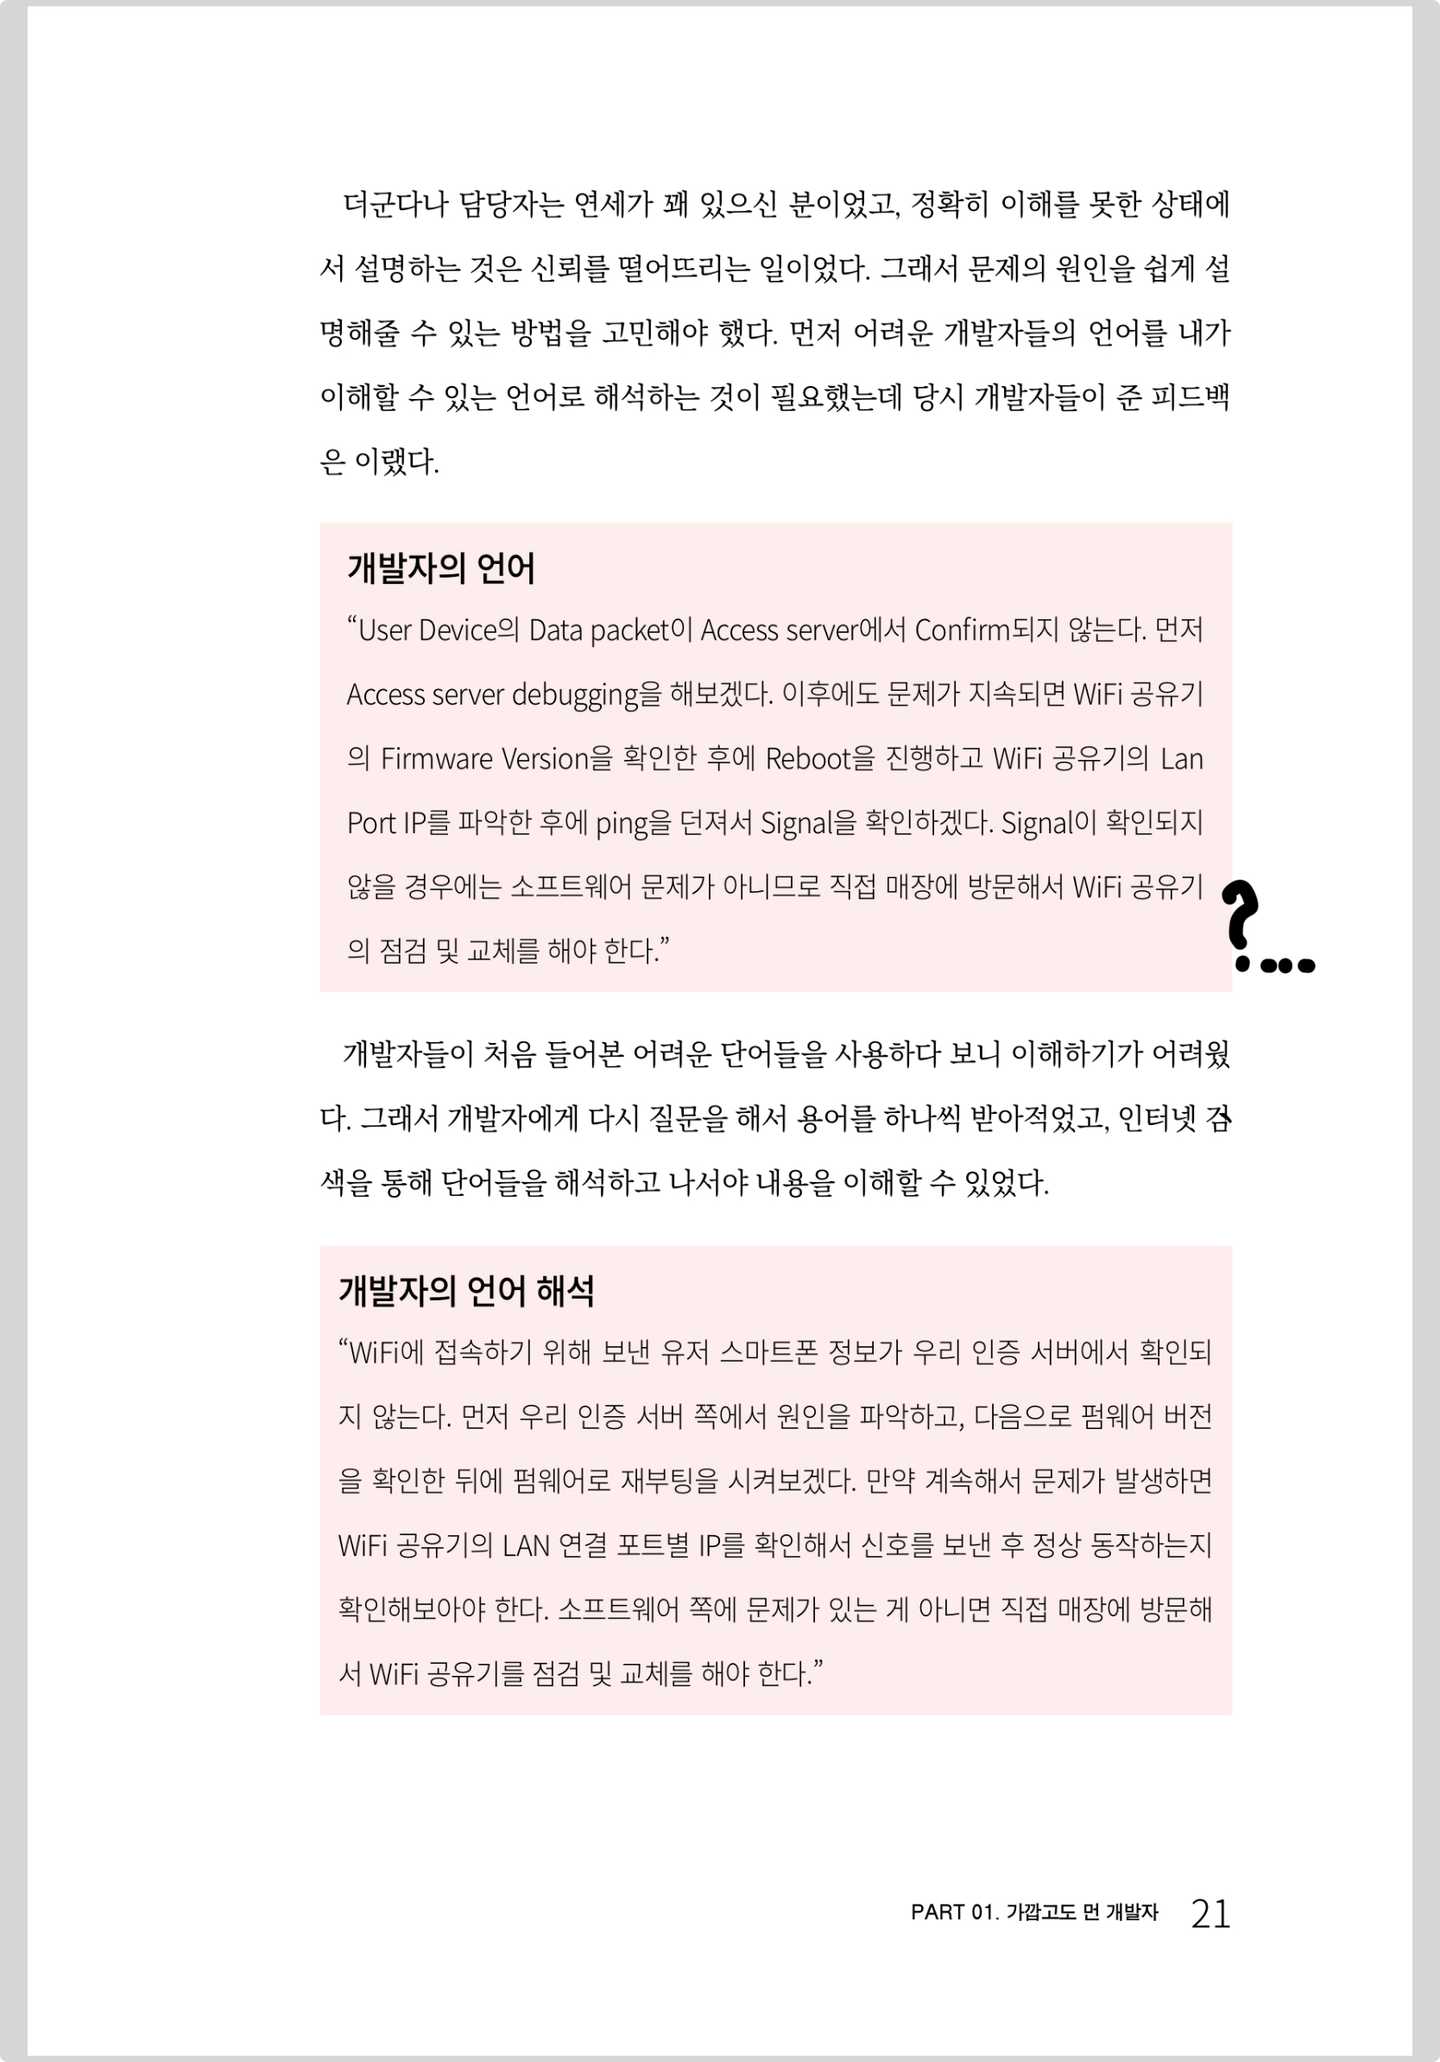 더군다나 담당자는 연세가 꽤 있으신 분이었고, 정확히 이해를 못한 상태에
서 설명하는 것은 신뢰를 떨어뜨리는 일이었다. 그래서 문제의 원인을 쉽게 설
명해줄 수 있는 방법을 고민해야 했다. 먼저 어려운 개발자들의 언어를 내가
이해할 수 있는 언어로 해석하는 것이 필요했는데 당시 개발자들이 준 피드백
은 이랬다.
개발자의 언어
“User Device의 Data packet이 Access server에서 Confirm되지 않는다. 먼저
Access server debugging을 해보겠다. 이후에도 문제가 지속되면 WiFi 공유기
의 Firmware Version을 확인한 후에 Reboot을 진행하고 WiFi 공유기의 Lan
Port IP를 파악한 후에 ping을 던져서 Signal을 확인하겠다. Signal이 확인되지
않을 경우에는 소프트웨어 문제가 아니므로 직접 매장에 방문해서 WiFi 공유기
의 점검 및 교체를 해야 한다.”
?....
개발자들이 처음 들어본 어려운 단어들을 사용하다 보니 이해하기가 어려웠
다. 그래서 개발자에게 다시 질문을 해서 용어를 하나씩 받아적었고, 인터넷 검
색을 통해 단어들을 해석하고 나서야 내용을 이해할 수 있었다.
개발자의 언어 해석
“WiFi에 접속하기 위해 보낸 유저 스마트폰 정보가 우리 인증 서버에서 확인되
지 않는다. 먼저 우리 인증 서버 쪽에서 원인을 파악하고, 다음으로 펌웨어 버전
을 확인한 뒤에 펌웨어로 재부팅을 시켜보겠다. 만약 계속해서 문제가 발생하면
WiFi 공유기의 LAN 연결 포트별 IP를 확인해서 신호를 보낸 후 정상 동작하는지
확인해보아야 한다. 소프트웨어 쪽에 문제가 있는 게 아니면 직접 매장에 방문해
서 WiFi 공유기를 점검 및 교체를 해야 한다.”
PART 01. 가깝고도 먼 개발자 21